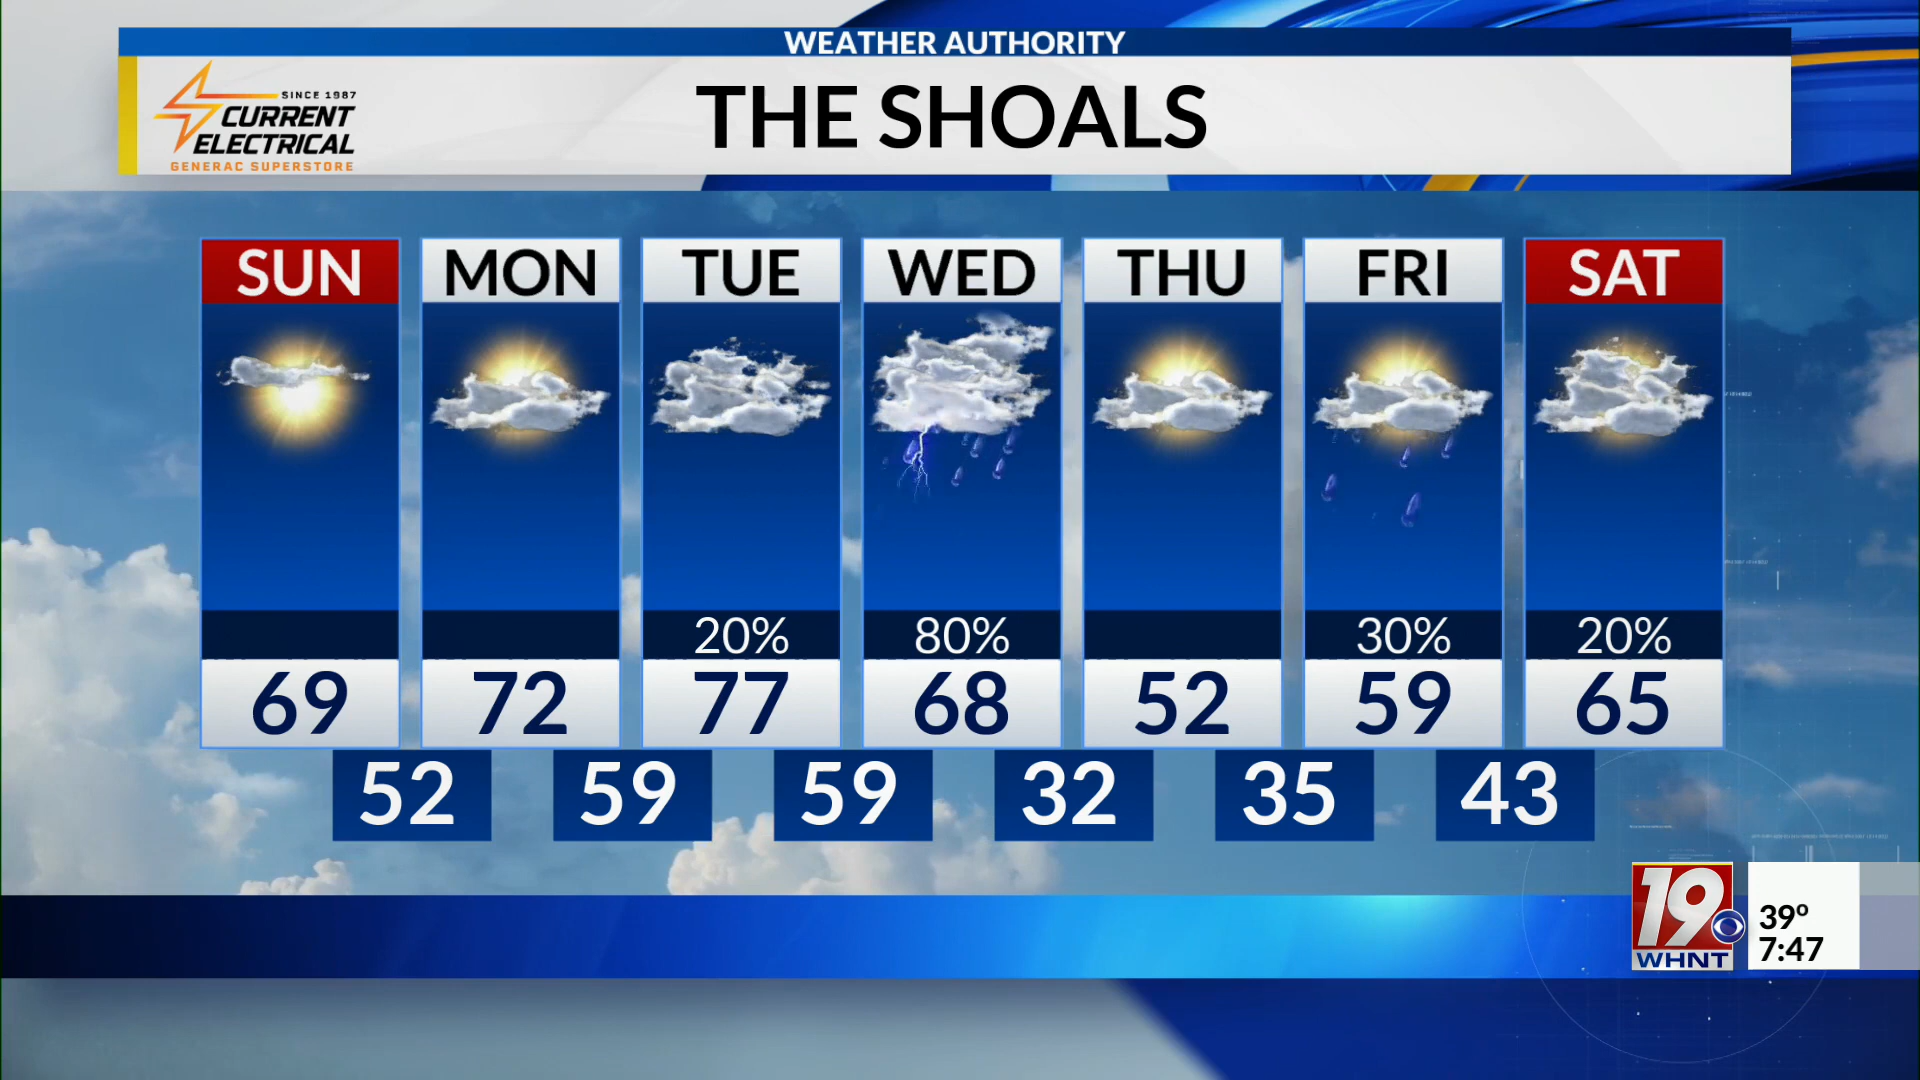 WEATHER AUTHORITY
SINCE 1987
CURRENT
ELECTRICAL
GENERAC SUPERSTORE
THE SHOALS
SUN MON TUE WED THU FRI SAT
20% 80% 30% 20%
69 72 77 68 52 59 65
52 59 59 32 35 43
19
WHNT
39º
7:47